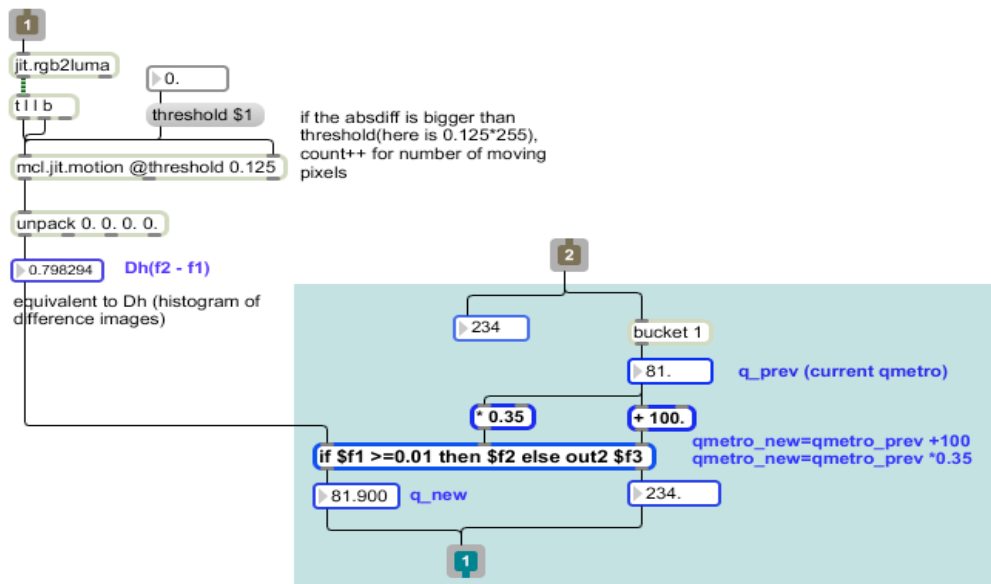 1
jit.rgb2luma
0.
t l l b
threshold $1
if the absdiff is bigger than
threshold(here is 0.125*255),
count++ for number of moving
pixels
mcl.jit.motion @threshold 0.125
unpack 0. 0. 0. 0.
0.798294
Dh(f2 - f1)
equivalent to Dh (histogram of
difference images)
2
234
bucket 1
81.
q_prev (current qmetro)
* 0.35
+ 100.
qmetro_new=qmetro_prev +100
qmetro_new=qmetro_prev *0.35
if $f1 >=0.01 then $f2 else out2 $f3
81.900
q_new
234.
1